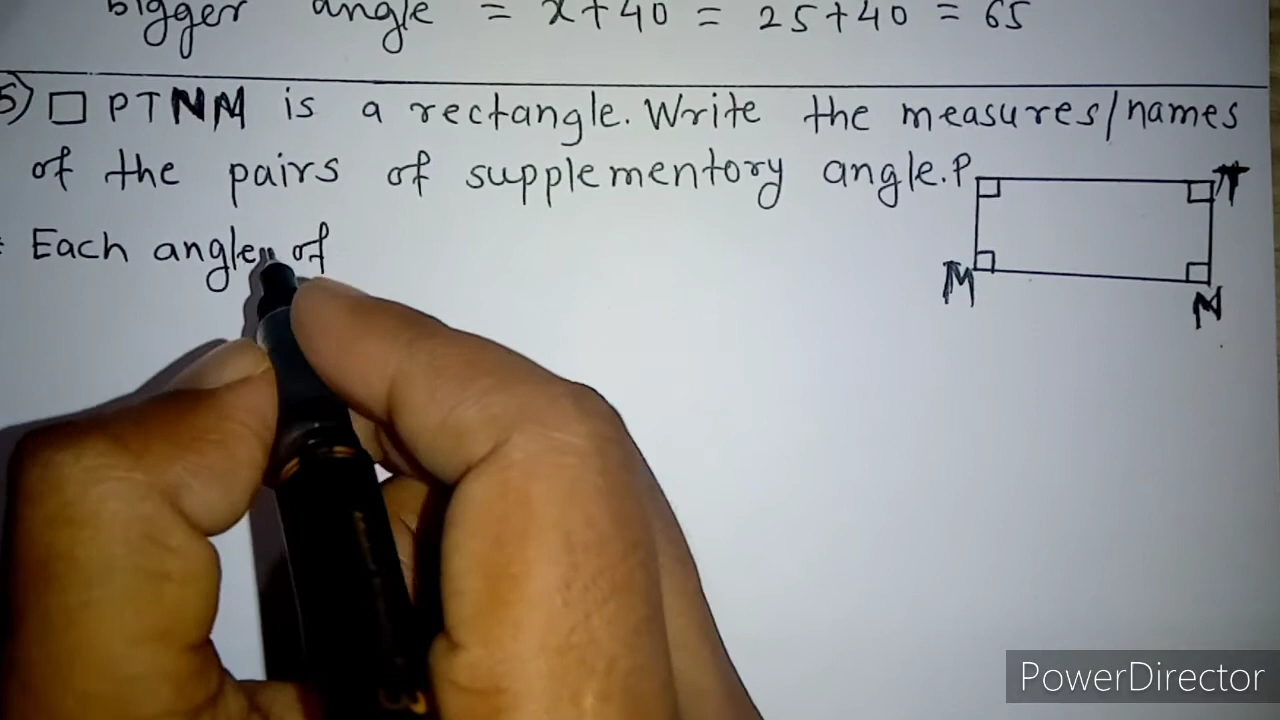 bigger angle = x+40 = 25+40 = 65
5) □ PTNM is a rectangle. Write the measures/names
of the pairs of supplementory angle. P T
Each angle of
M N
PowerDirector